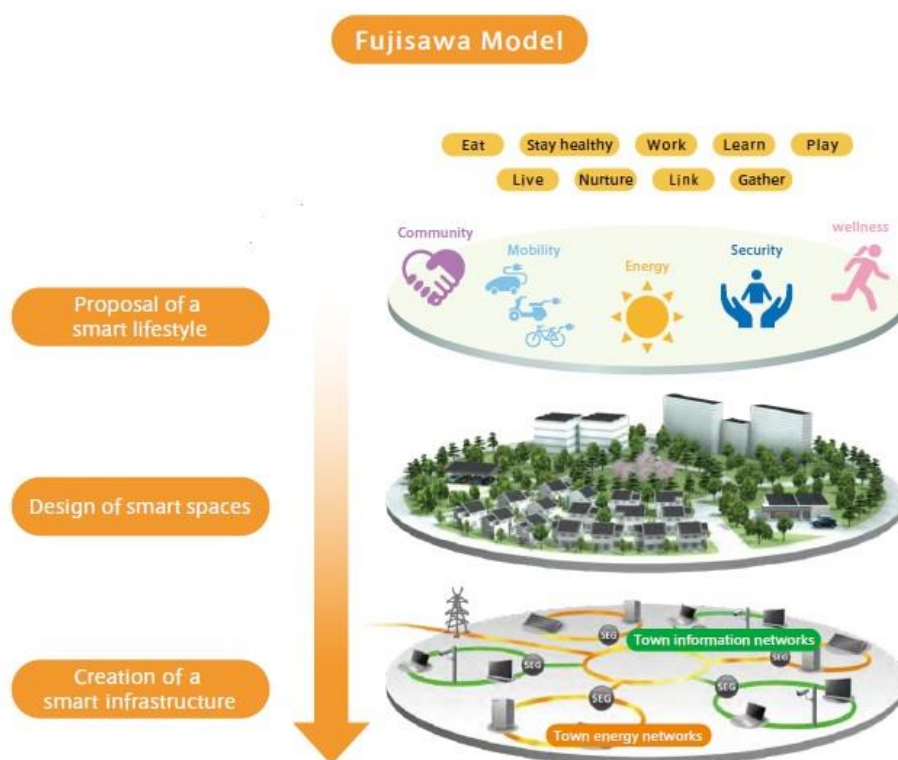 Fujisawa Model
Eat Stay healthy Work Learn Play
Live Nurture Link Gather
Community
Mobility
Energy
Security
wellness
Proposal of a
smart lifestyle
Design of smart spaces
Creation of a
smart infrastructure
SEG
Town information networks
SEG
SEG
SEG
SEG
Town energy networks